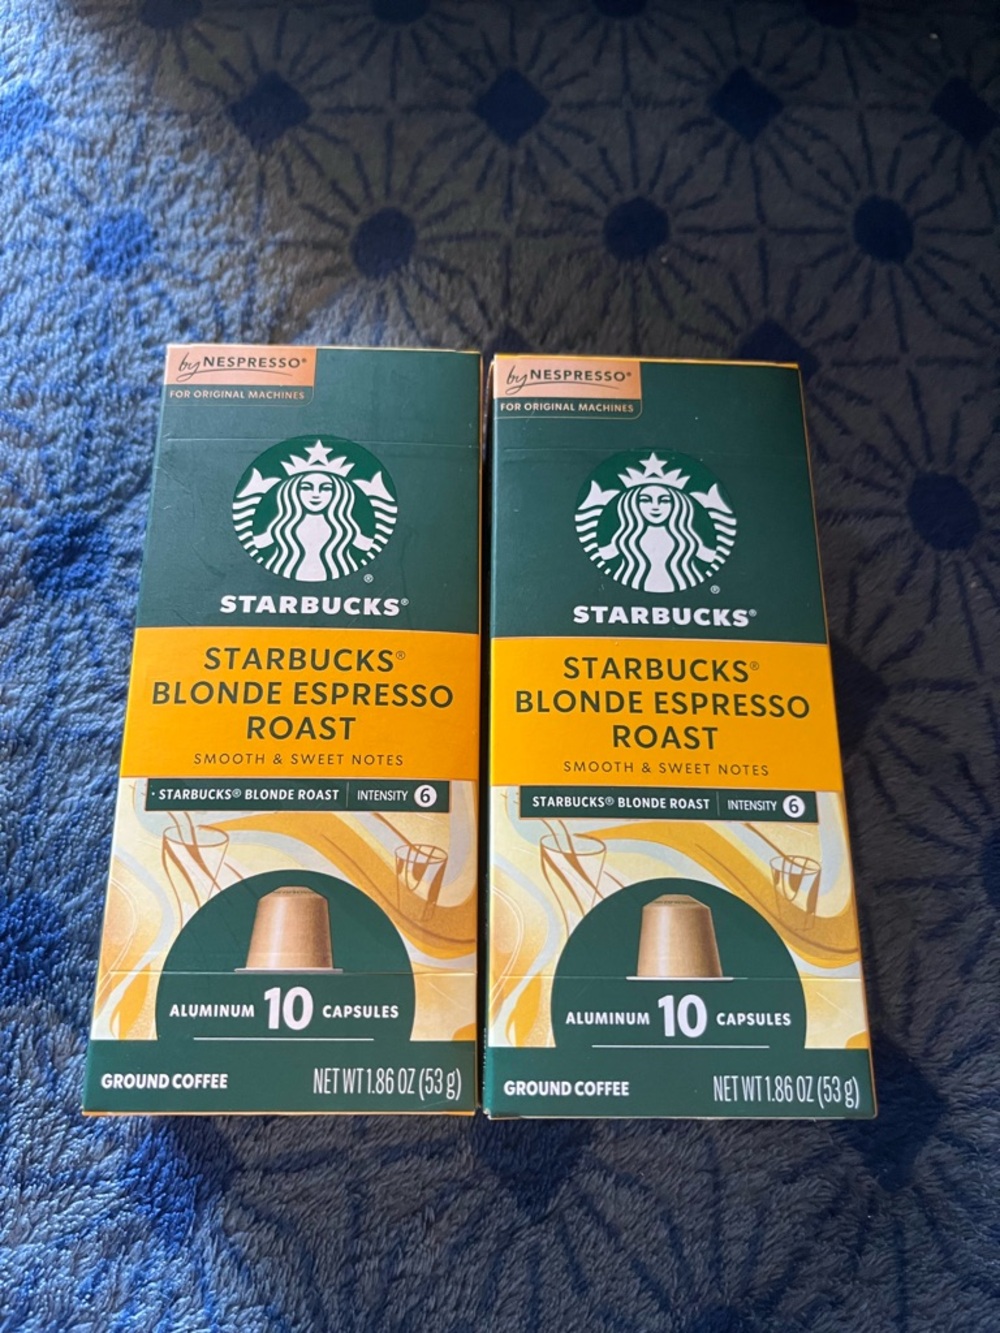 by NESPRESSO®
FOR ORIGINAL MACHINES
®
STARBUCKS®
STARBUCKS®
BLONDE ESPRESSO
ROAST
SMOOTH & SWEET NOTES
STARBUCKS® BLONDE ROAST INTENSITY 6
ALUMINUM 10 CAPSULES
GROUND COFFEE NET WT 1.86 OZ (53 g)
by NESPRESSO®
FOR ORIGINAL MACHINES
®
STARBUCKS®
STARBUCKS®
BLONDE ESPRESSO
ROAST
SMOOTH & SWEET NOTES
STARBUCKS® BLONDE ROAST INTENSITY 6
ALUMINUM 10 CAPSULES
GROUND COFFEE NET WT 1.86 OZ (53 g)